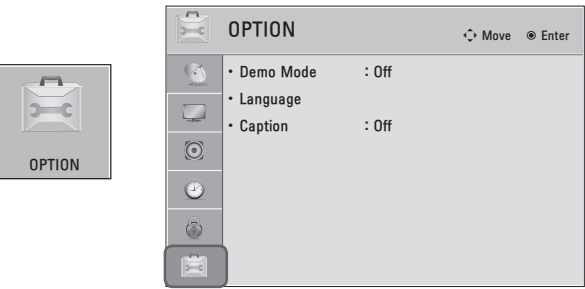 OPTION
OPTION Move Enter
• Demo Mode : Off
• Language
• Caption : Off